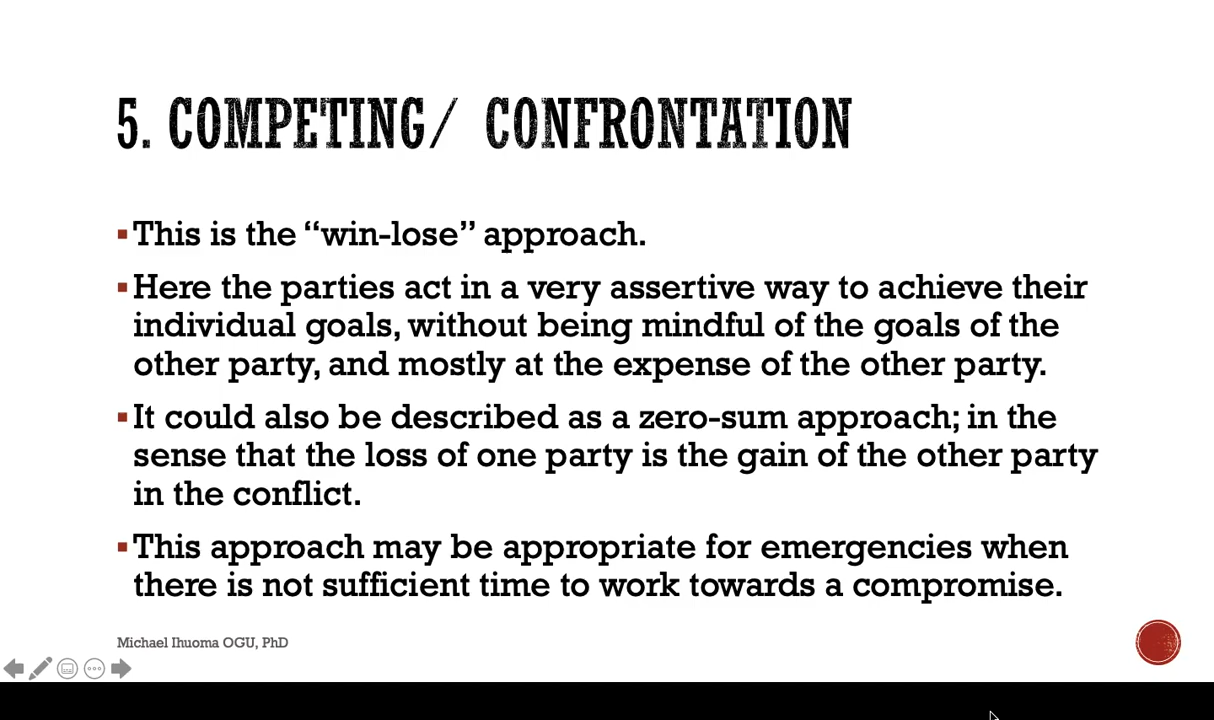 5. COMPETING/ CONFRONTATION
▪This is the “win-lose” approach.
▪Here the parties act in a very assertive way to achieve their
individual goals, without being mindful of the goals of the
other party, and mostly at the expense of the other party.
▪It could also be described as a zero-sum approach; in the
sense that the loss of one party is the gain of the other party
in the conflict.
▪This approach may be appropriate for emergencies when
there is not sufficient time to work towards a compromise.
Michael Ihuoma OGU, PhD